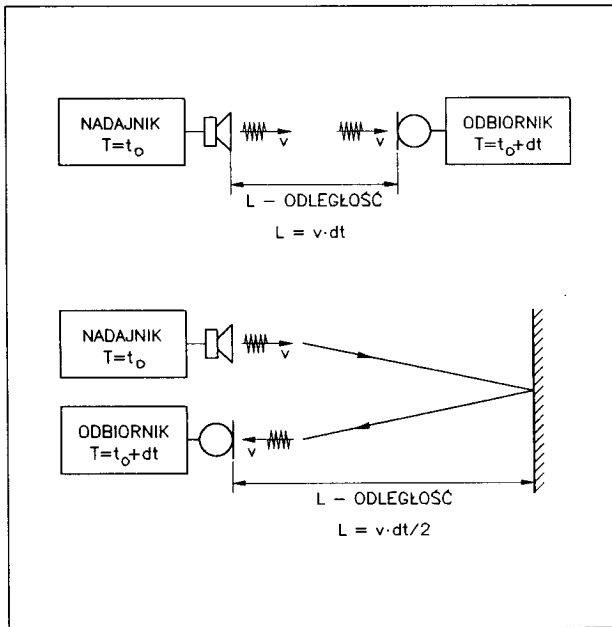 NADAJNIK
T=t₀
v
v
ODBIORNIK
T=t₀+dt
L – ODLEGŁOŚĆ
L = v·dt
NADAJNIK
T=t₀
v
ODBIORNIK
T=t₀+dt
v
L – ODLEGŁOŚĆ
L = v·dt/2